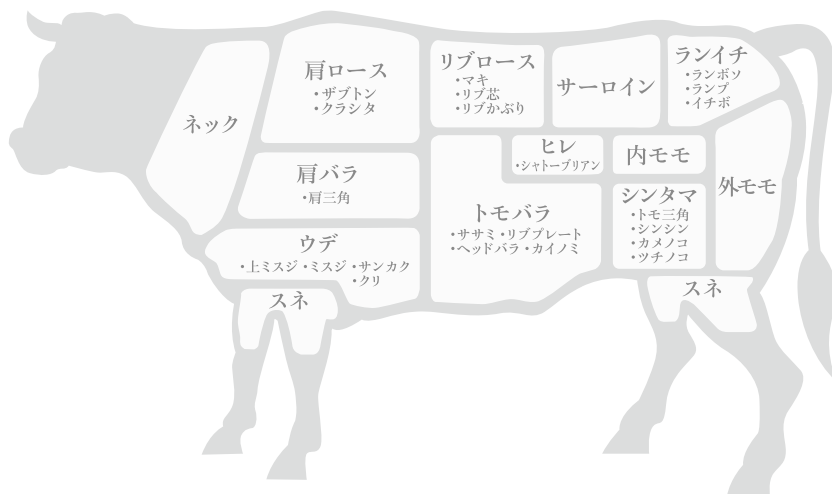 ネック
肩ロース
・ザブトン
・クラシタ
肩バラ
・肩三角
ウデ
・上ミスジ・ミスジ・サンカク
・クリ
スネ
リブロース
・マキ
・リブ芯
・リブかぶり
サーロイン
ランイチ
・ランボソ
・ランプ
・イチボ
ヒレ
・シャトーブリアン
内モモ
外モモ
トモバラ
・ササミ・リブプレート
・ヘッドバラ・カイノミ
シンタマ
・トモ三角
・シンシン
・カメノコ
・ツチノコ
スネ